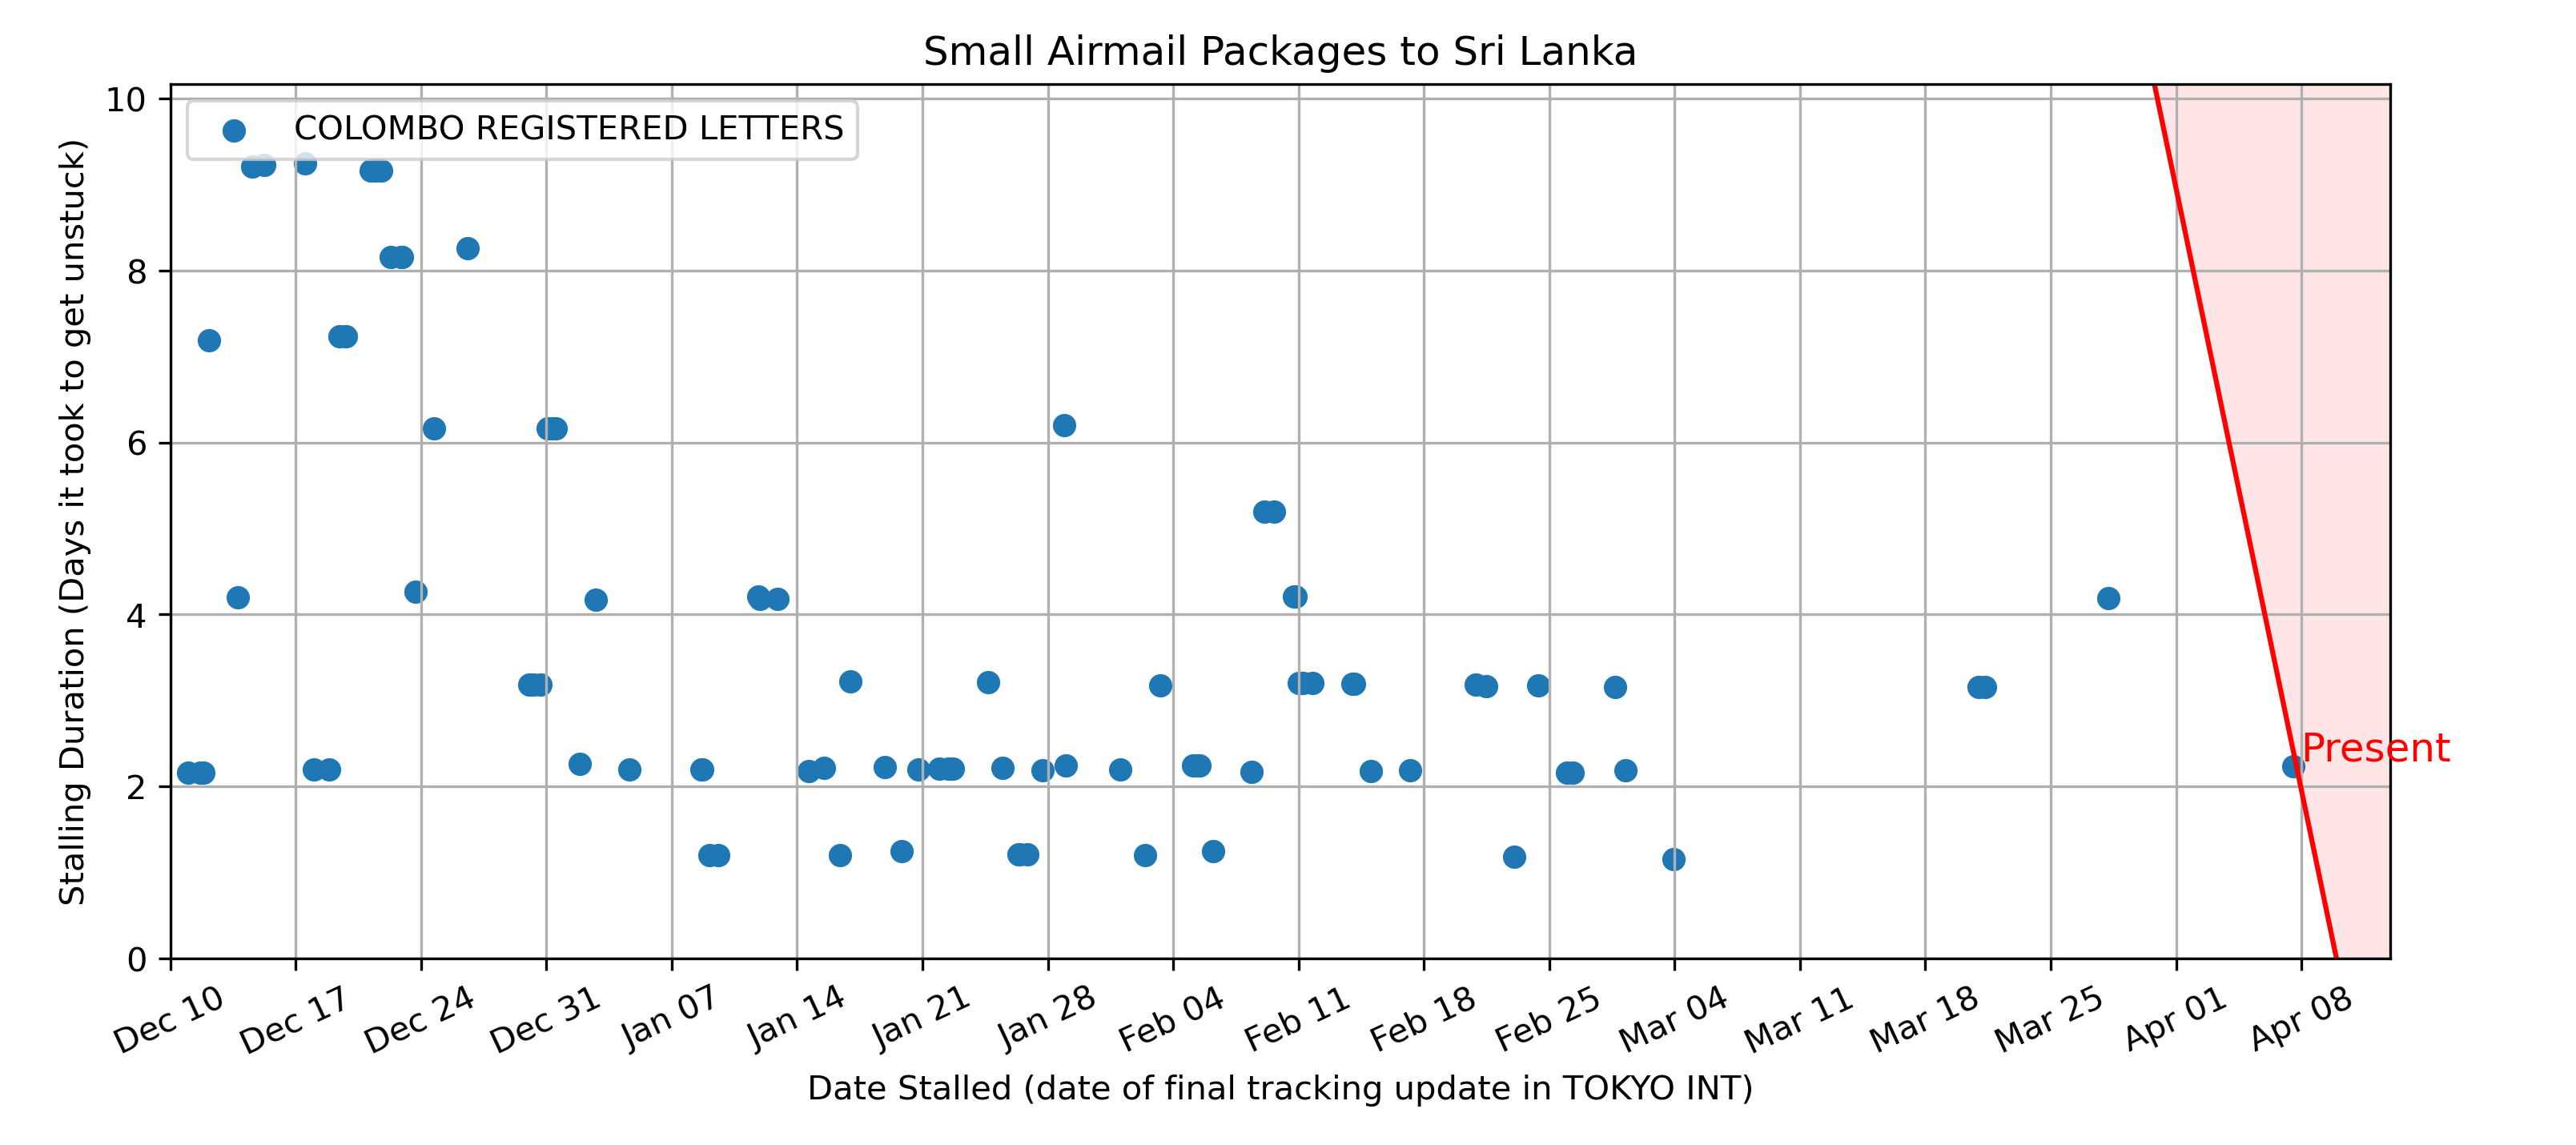 Small Airmail Packages to Sri Lanka
COLOMBO REGISTERED LETTERS
Stalling Duration (Days it took to get unstuck)
10
8
6
4
2
0
Present
Dec 10 Dec 17 Dec 24 Dec 31 Jan 07 Jan 14 Jan 21 Jan 28 Feb 04 Feb 11 Feb 18 Feb 25 Mar 04 Mar 11 Mar 18 Mar 25 Apr 01 Apr 08
Date Stalled (date of final tracking update in TOKYO INT)